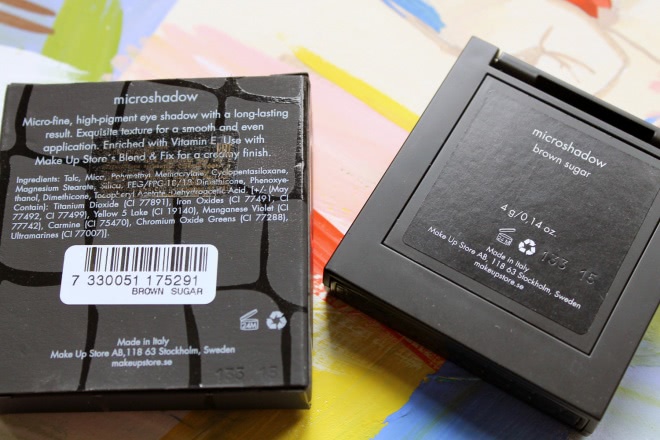 microshadow
Micro-fine, high-pigment eye shadow with a long-lasting
result. Exquisite texture for a smooth and even
application. Enriched with Vitamin E. Use with
Make Up Store's Blend & Fix for a creamy finish.
Ingredients: Talc, Mica, Polymethyl Methacrylate, Cyclopentasiloxane,
Magnesium Stearate, Silica, PEG/PPG-18/18 Dimethicone, Phenoxye-
thanol, Dimethicone, Tocopheryl Acetate, Dehydroacetic Acid, [+/- (May
Contain): Titanium Dioxide (CI 77891), Iron Oxides (CI 77491, CI
77492, CI 77499), Yellow 5 Lake (CI 19140), Manganese Violet (CI
77742), Carmine (CI 75470), Chromium Oxide Greens (CI 77288),
Ultramarines (CI 77007)].
7 330051 175291
BROWN SUGAR
24M
Made in Italy
Make Up Store AB, 118 63 Stockholm, Sweden
makeupstore.se
133 15
microshadow
brown sugar
4 g/0.14 oz.
133 15
Made in Italy
Make Up Store AB, 118 63 Stockholm, Sweden
makeupstore.se